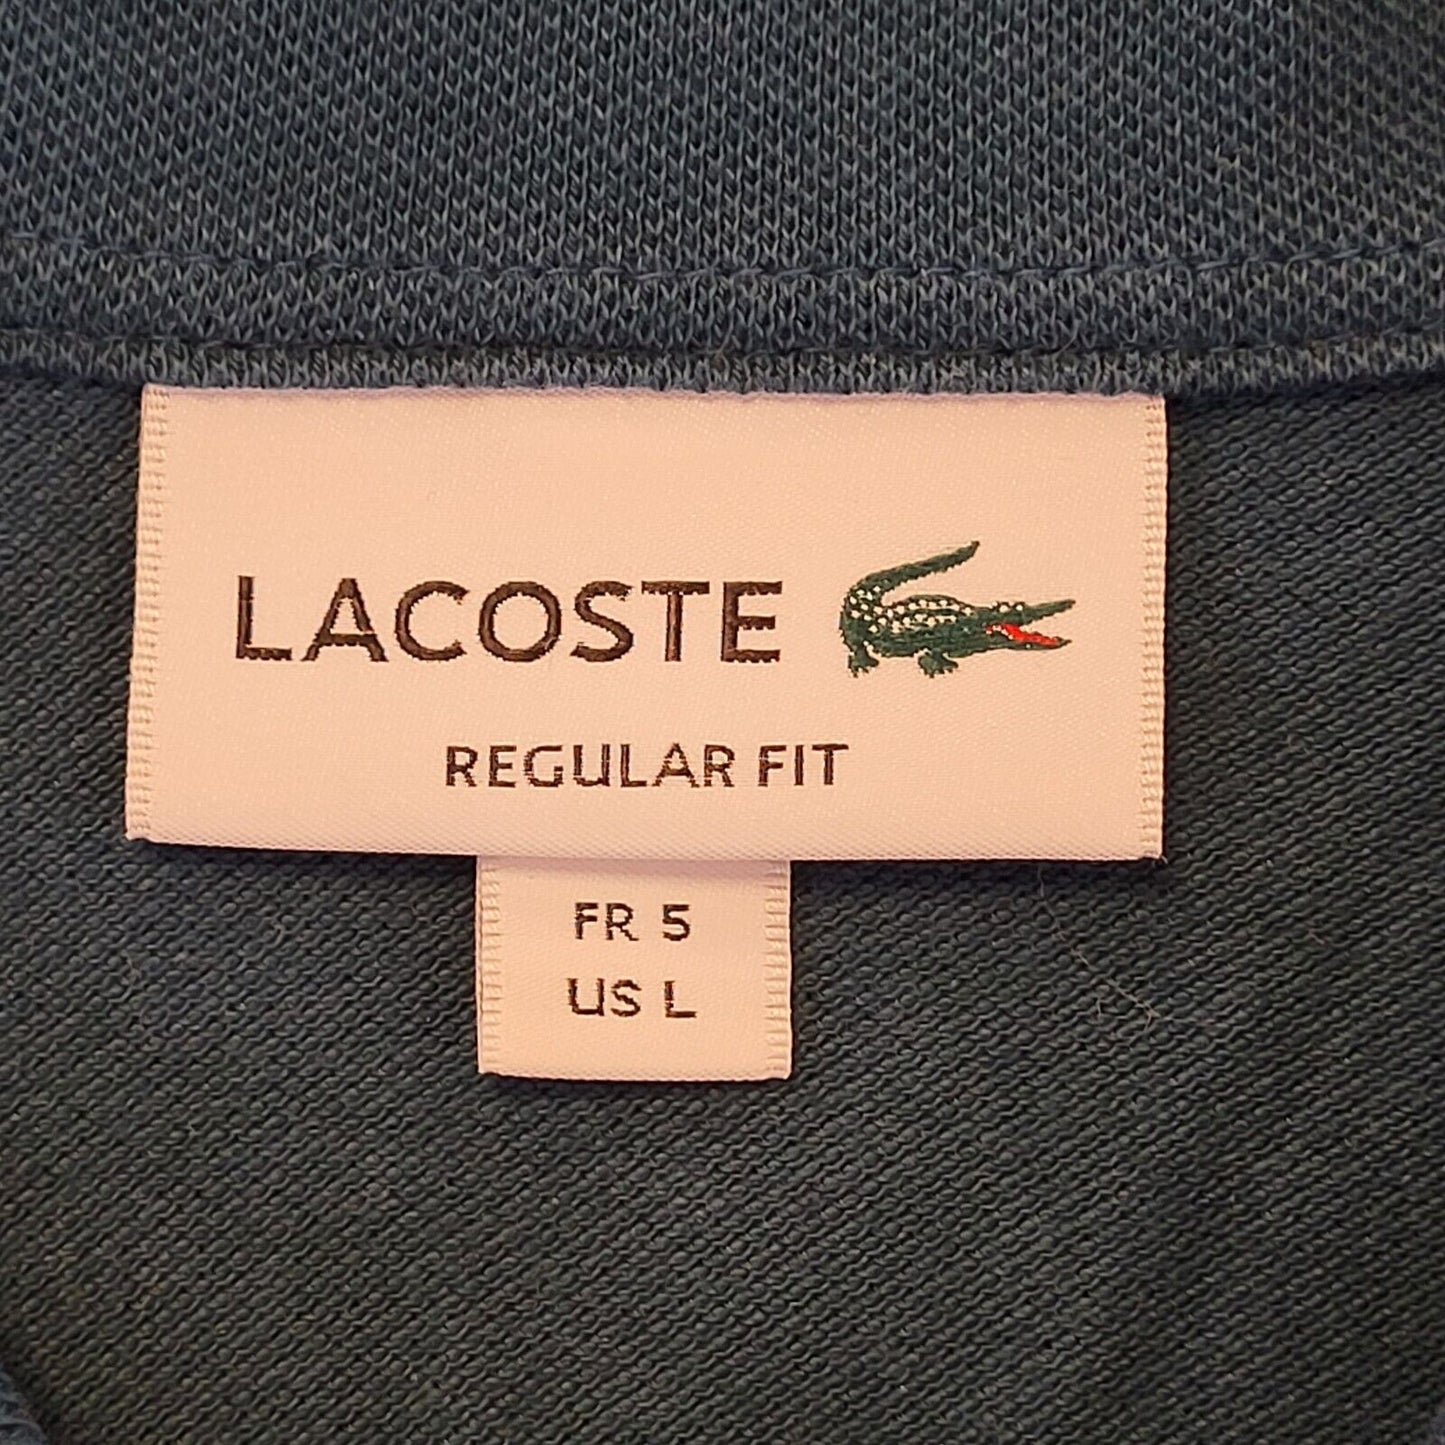 LACOSTE
REGULAR FIT
FR 5
US L